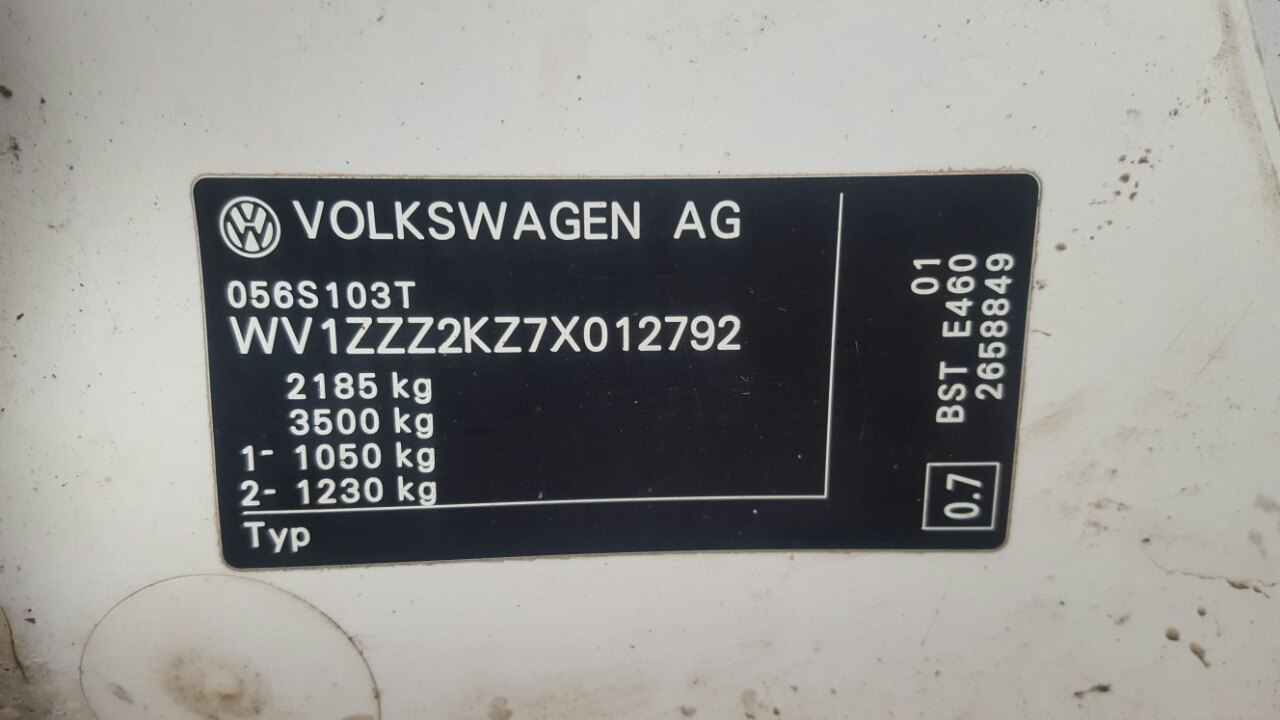 VOLKSWAGEN AG
056S103T
WV1ZZZ2KZ7X012792
2185 kg
3500 kg
1- 1050 kg
2- 1230 kg
Typ
01
BST E460
2658849
0.7